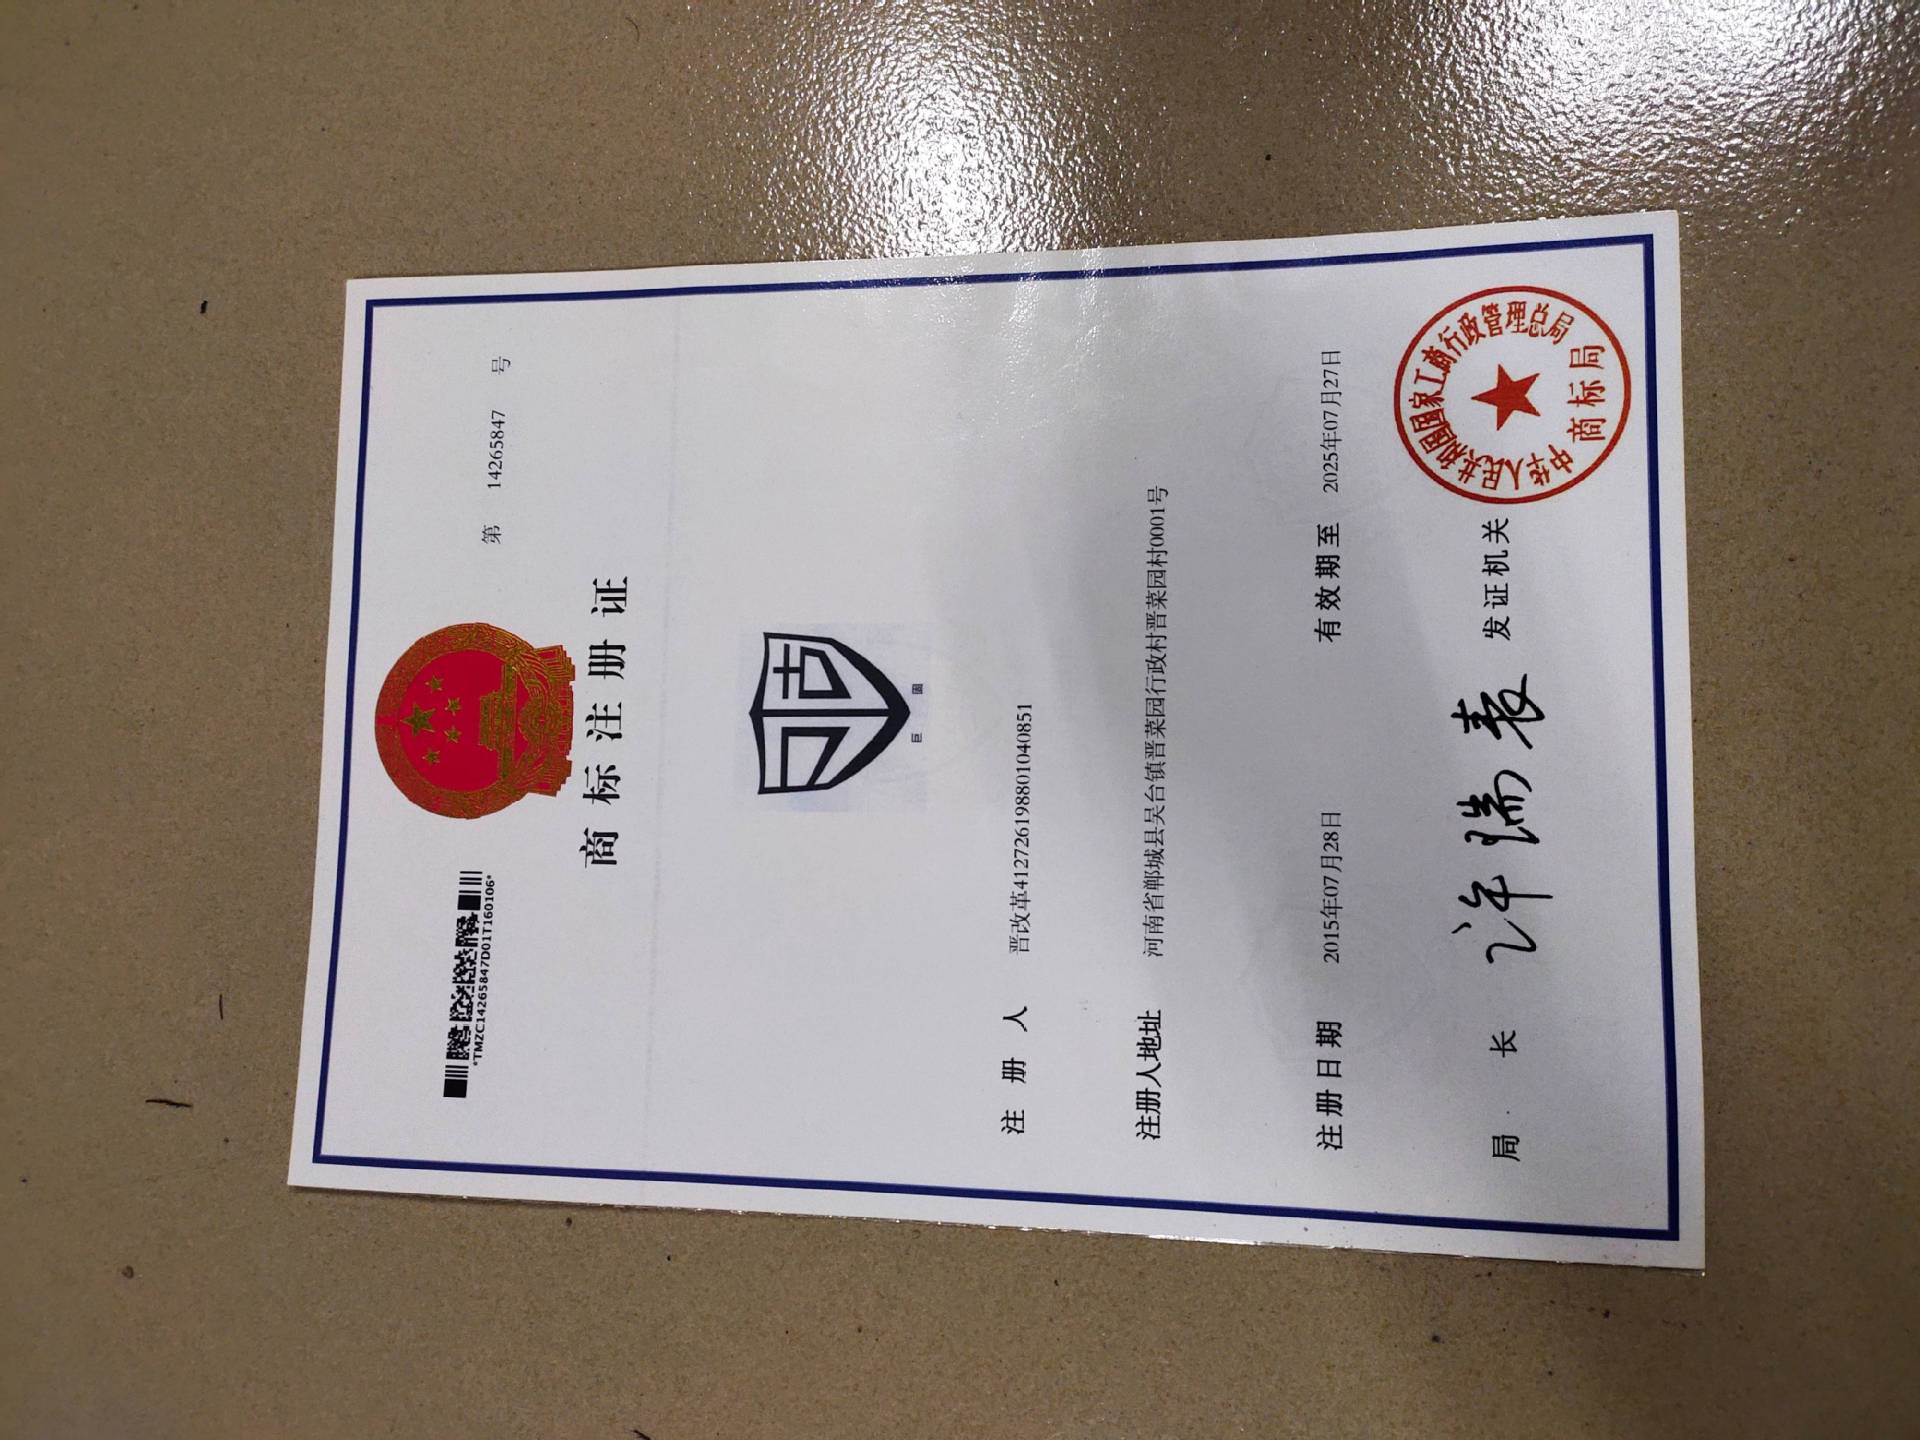 *TMZC14265847D01T160106*
第 14265847 号
商标注册证
巨 固
注册人 晋改革412726198801040851
注册人地址 河南省郸城县吴台镇晋菜园行政村晋菜园村0001号
注册日期 2015年07月28日 有效期至 2025年07月27日
局长 许瑞表 发证机关
中华人民共和国国家工商行政管理总局
商标局